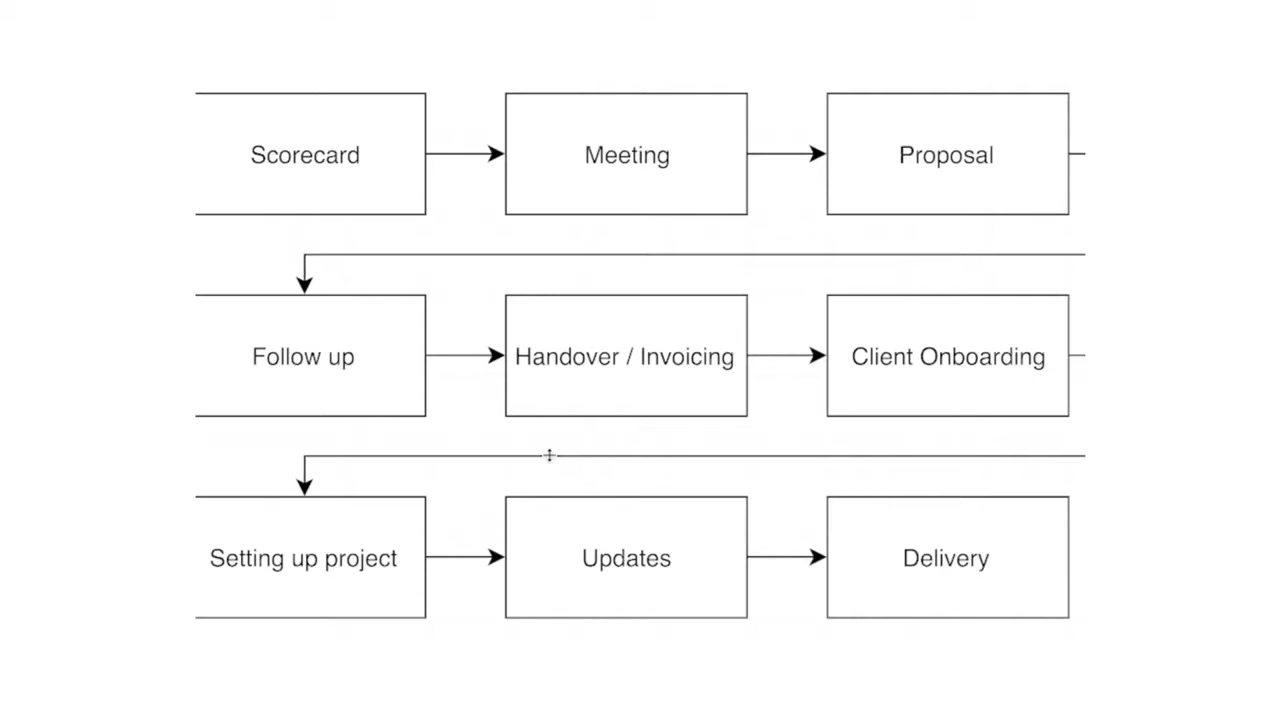 Scorecard
Meeting
Proposal
Follow up
Handover / Invoicing
Client Onboarding
Setting up project
Updates
Delivery